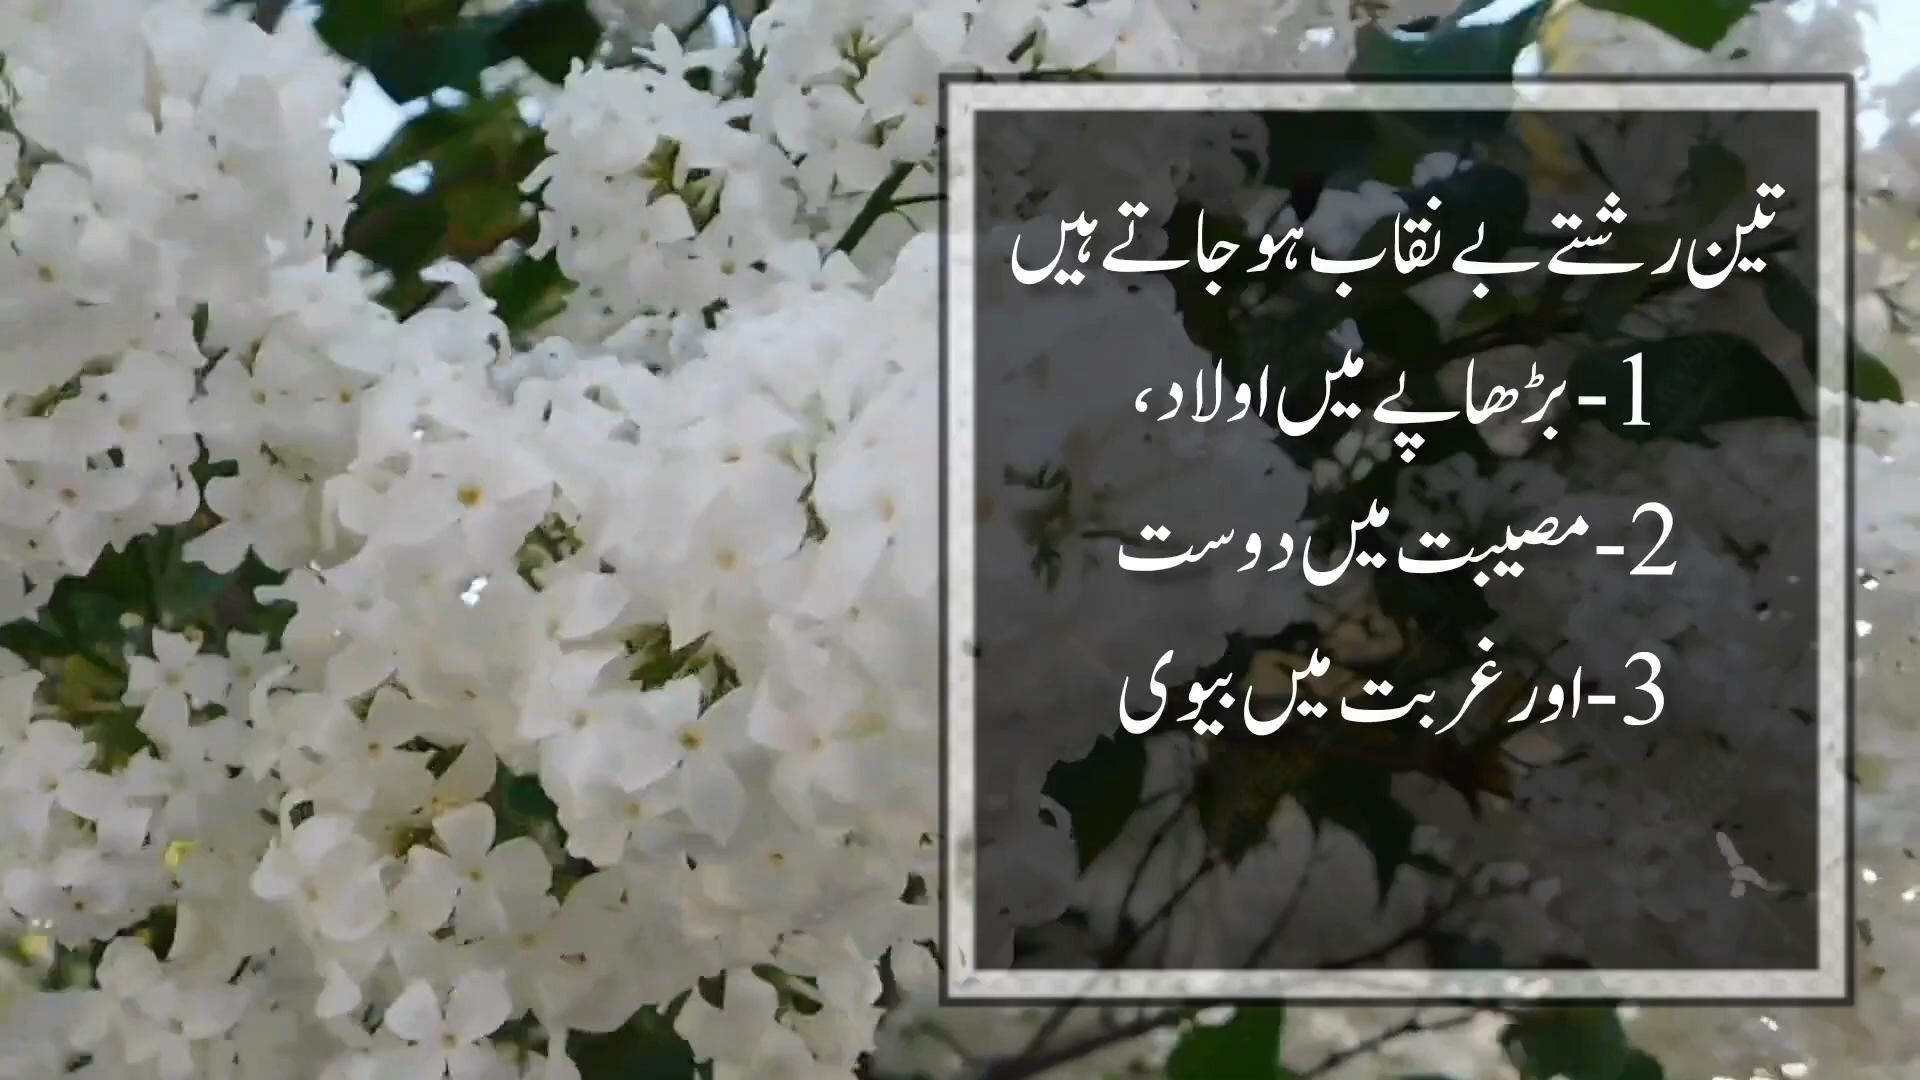 تین رشتے بے نقاب ہو جاتے ہیں
1- بڑھاپے میں اولاد،
2- مصیبت میں دوست
3-اور غربت میں بیوی